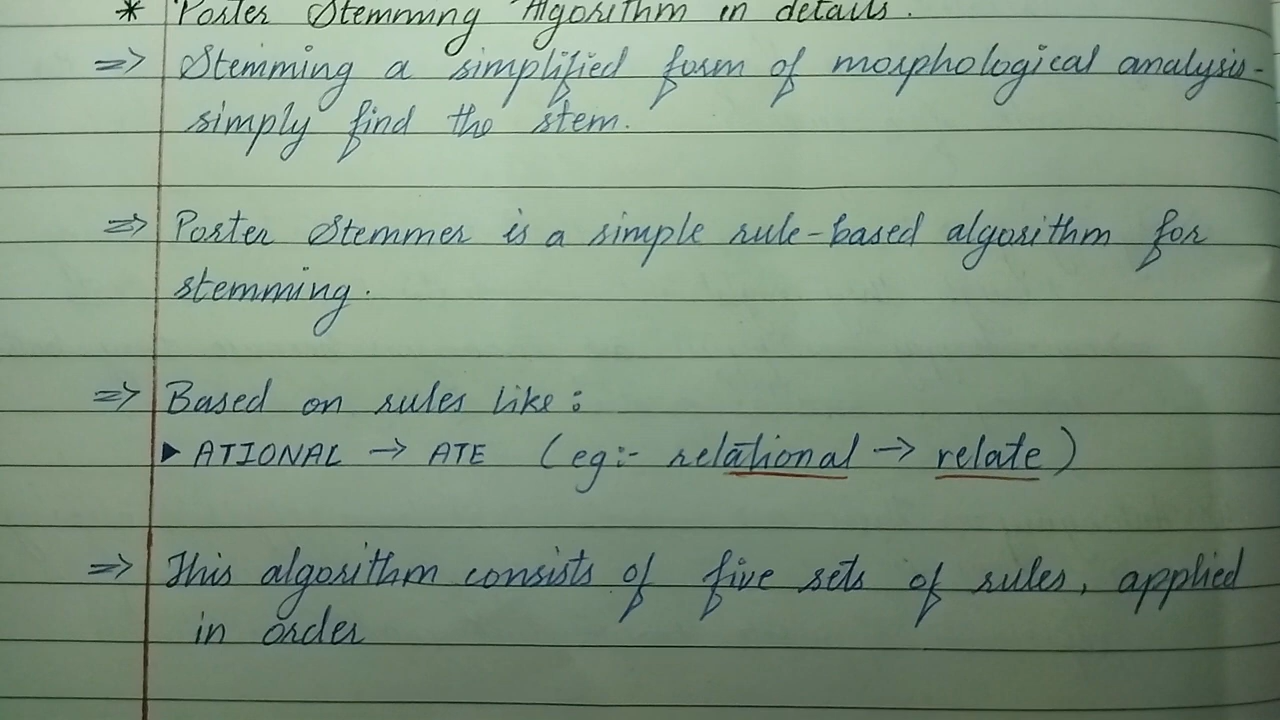 * Porter Stemming Algorithm in details.
=> Stemming a simplified form of morphological analysis-
simply find the stem.
=> Porter Stemmer is a simple rule-based algorithm for
stemming.
=> Based on rules like :
▶ ATIONAL → ATE (eg:- relational → relate)
=> This algorithm consists of five sets of rules, applied
in order